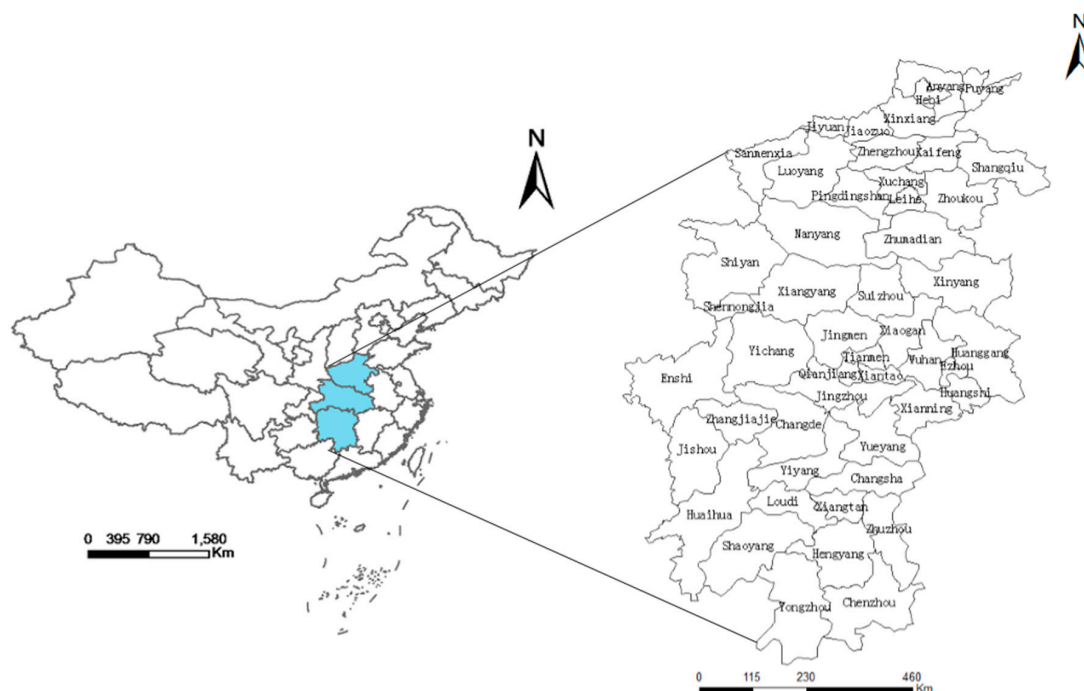 N
N
Anyang
Puyang
Hebi
Xinxiang
Jiyuan
Jiaozuo
Sanmenxia
Zhengzhou
Kaifeng
Shangqiu
Luoyang
Xuchang
Pingdingshan
Leihe
Zhoukou
Nanyang
Zhumadian
Shiyan
Xiangyang
Suizhou
Xinyang
Shennongjia
Jingmen
Xiaogan
Yichang
Tianmen
Wuhan
Huanggang
Ezhou
Enshi
Qianjiang
Xiantao
Huangshi
Jingzhou
Xianning
Zhangjiajie
Changde
Jishou
Yueyang
Yiyang
Changsha
Loudi
Xiangtan
Huaihua
Zhuzhou
Shaoyang
Hengyang
Yongzhou
Chenzhou
0 395 790 1,580
Km
0 115 230 460
Km